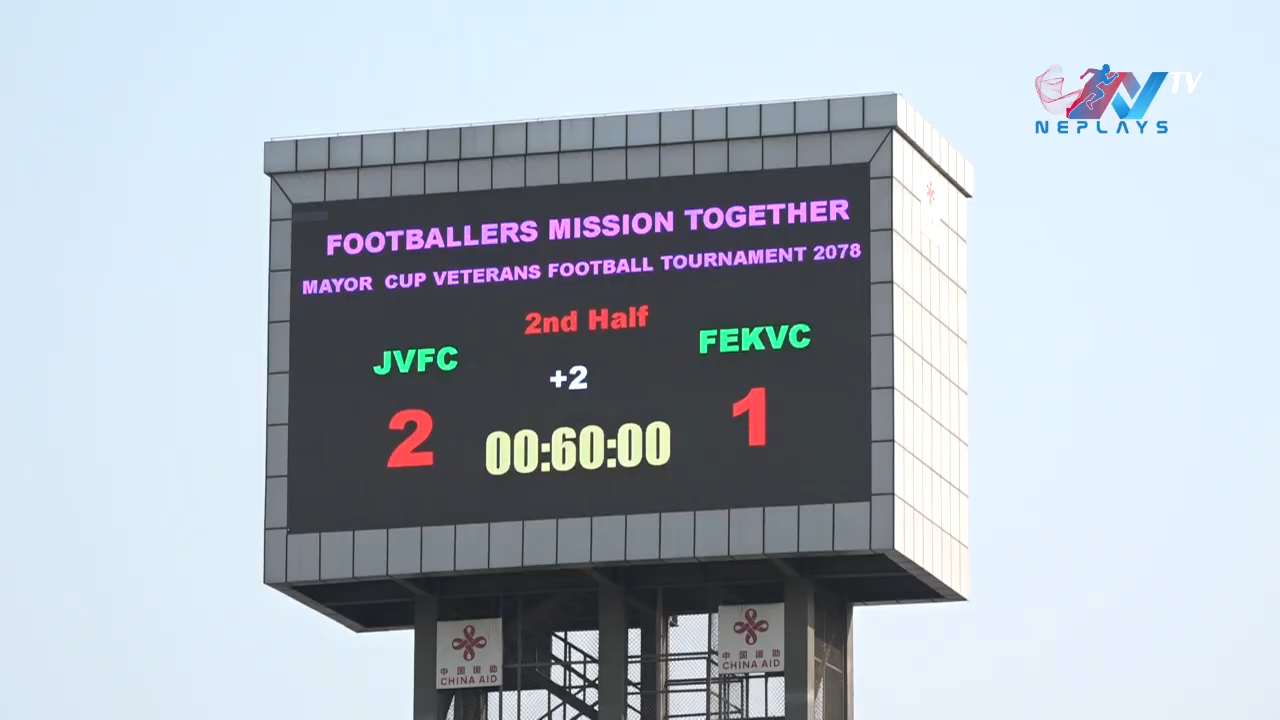 TV
NEPLAYS
FOOTBALLERS MISSION TOGETHER
MAYOR CUP VETERANS FOOTBALL TOURNAMENT 2078
2nd Half
JVFC
FEKVC
+2
2
1
00:60:00
中国援助
CHINA AID
中国援助
CHINA AID